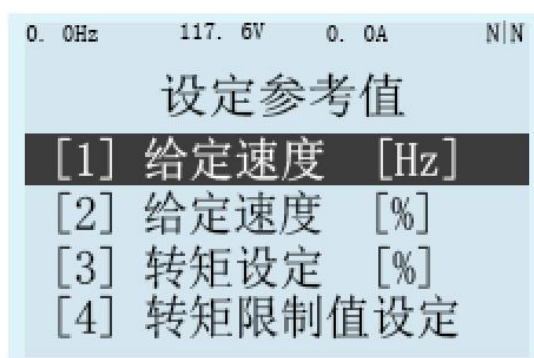 0. 0Hz 117. 6V 0. 0A N|N
设定参考值
[1] 给定速度 [Hz]
[2] 给定速度 [%]
[3] 转矩设定 [%]
[4] 转矩限制值设定